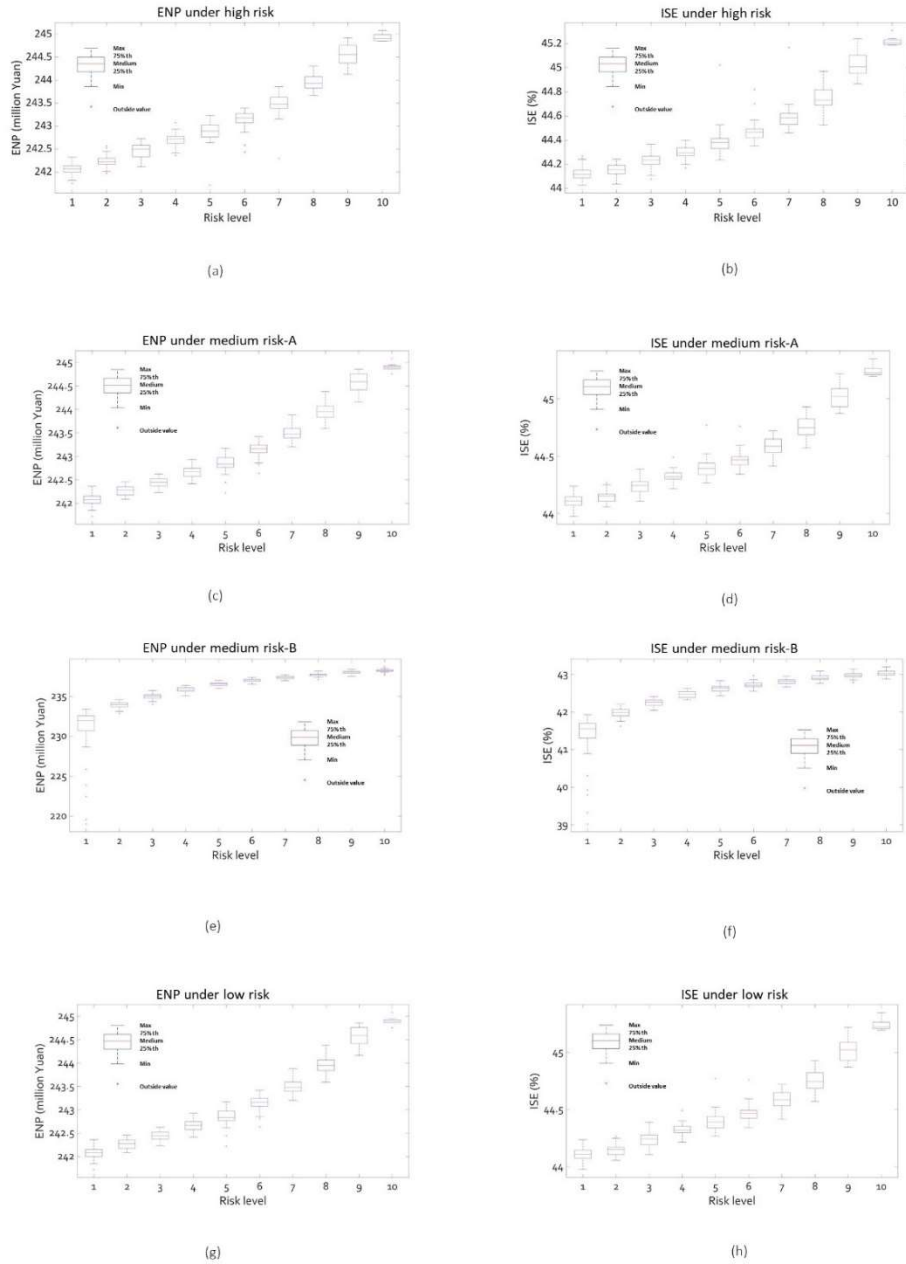 ENP under high risk
ENP (million Yuan)
245
244.5
244
243.5
243
242.5
242
Max
75%th
Medium
25%th
Min
Outside value
1 2 3 4 5 6 7 8 9 10
Risk level
(a)
ISE under high risk
ISE (%)
45.2
45
44.8
44.6
44.4
44.2
44
Max
75%th
Medium
25%th
Min
Outside value
1 2 3 4 5 6 7 8 9 10
Risk level
(b)
ENP under medium risk-A
ENP (million Yuan)
245
244.5
244
243.5
243
242.5
242
Max
75%th
Medium
25%th
Min
Outside value
1 2 3 4 5 6 7 8 9 10
Risk level
(c)
ISE under medium risk-A
ISE (%)
45
44.5
44
Max
75%th
Medium
25%th
Min
Outside value
1 2 3 4 5 6 7 8 9 10
Risk level
(d)
ENP under medium risk-B
ENP (million Yuan)
235
230
225
220
Max
75%th
Medium
25%th
Min
Outside value
1 2 3 4 5 6 7 8 9 10
Risk level
(e)
ISE under medium risk-B
ISE (%)
43
42
41
40
39
Max
75%th
Medium
25%th
Min
Outside value
1 2 3 4 5 6 7 8 9 10
Risk level
(f)
ENP under low risk
ENP (million Yuan)
245
244.5
244
243.5
243
242.5
242
Max
75%th
Medium
25%th
Min
Outside value
1 2 3 4 5 6 7 8 9 10
Risk level
(g)
ISE under low risk
ISE (%)
45
44.5
44
Max
75%th
Medium
25%th
Min
Outside value
1 2 3 4 5 6 7 8 9 10
Risk level
(h)